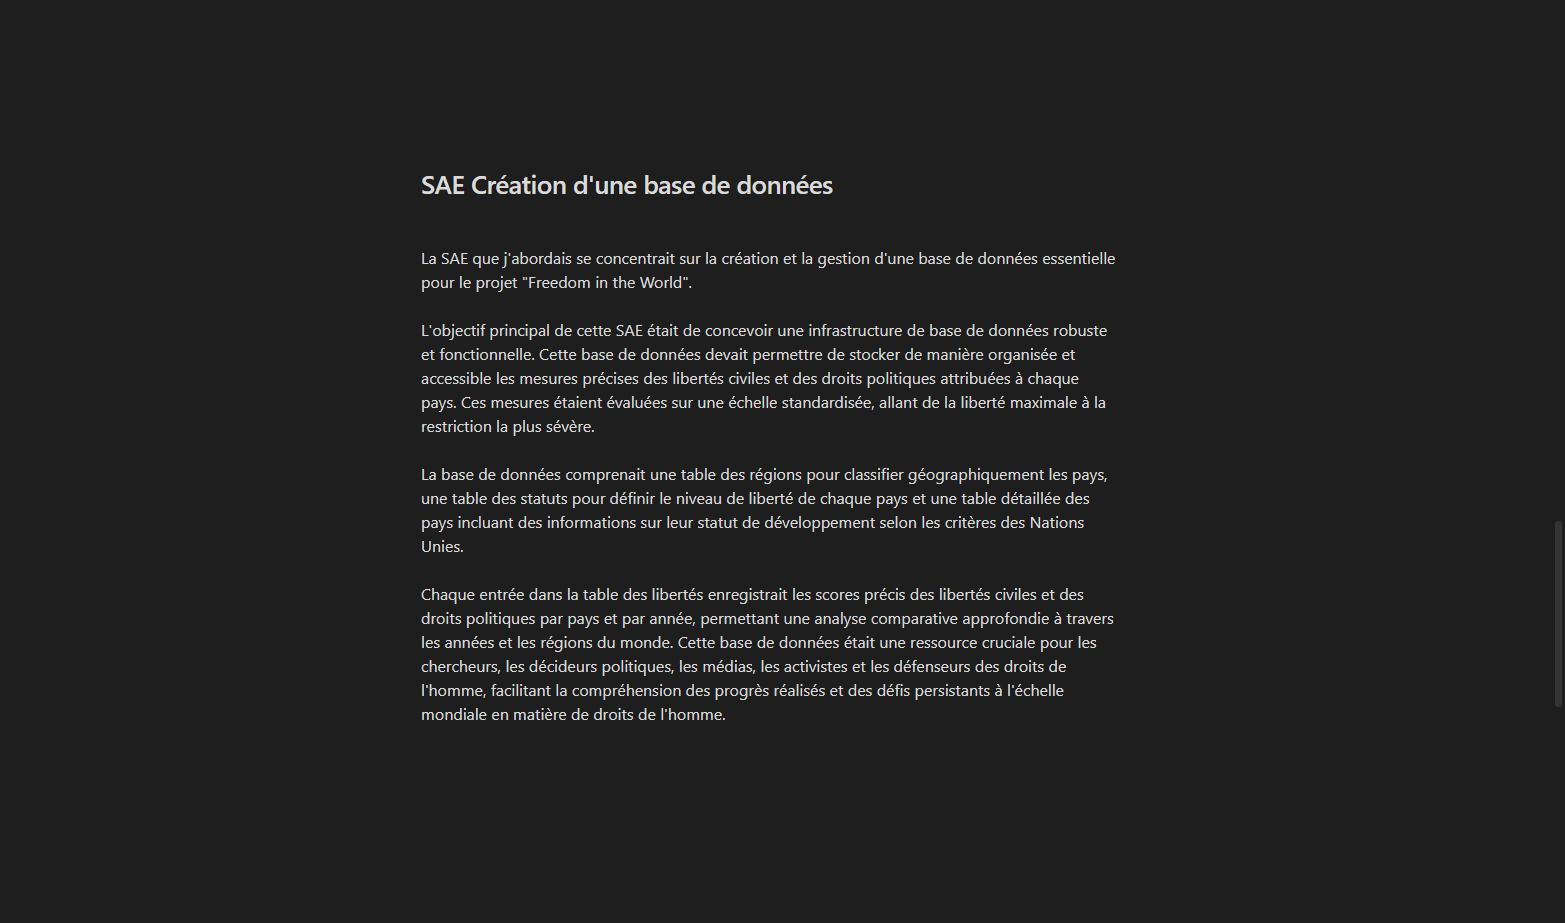 SAE Création d'une base de données
La SAE que j'abordais se concentrait sur la création et la gestion d'une base de données essentielle
pour le projet "Freedom in the World".
L'objectif principal de cette SAE était de concevoir une infrastructure de base de données robuste
et fonctionnelle. Cette base de données devait permettre de stocker de manière organisée et
accessible les mesures précises des libertés civiles et des droits politiques attribuées à chaque
pays. Ces mesures étaient évaluées sur une échelle standardisée, allant de la liberté maximale à la
restriction la plus sévère.
La base de données comprenait une table des régions pour classifier géographiquement les pays,
une table des statuts pour définir le niveau de liberté de chaque pays et une table détaillée des
pays incluant des informations sur leur statut de développement selon les critères des Nations
Unies.
Chaque entrée dans la table des libertés enregistrait les scores précis des libertés civiles et des
droits politiques par pays et par année, permettant une analyse comparative approfondie à travers
les années et les régions du monde. Cette base de données était une ressource cruciale pour les
chercheurs, les décideurs politiques, les médias, les activistes et les défenseurs des droits de
l'homme, facilitant la compréhension des progrès réalisés et des défis persistants à l'échelle
mondiale en matière de droits de l'homme.